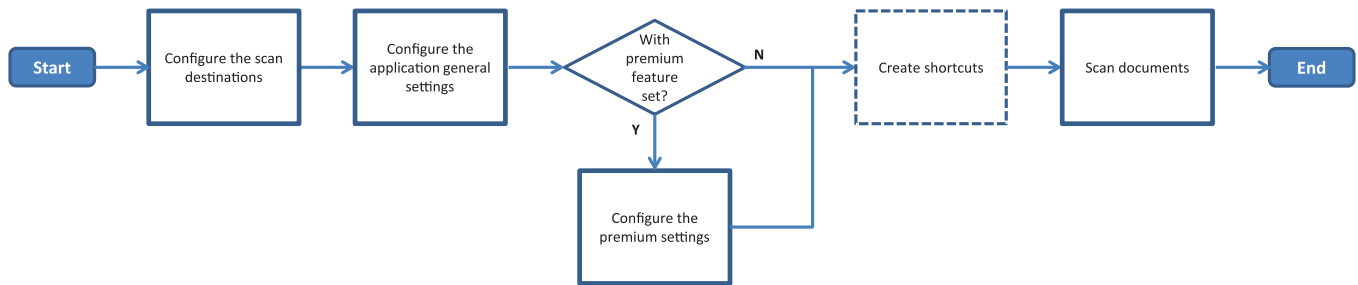 Start
Configure the scan
destinations
Configure the
application general
settings
With
premium
feature
set?
N
Y
Configure the
premium settings
Create shortcuts
Scan documents
End